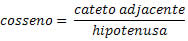 cosseno = cateto adjacente / hipotenusa